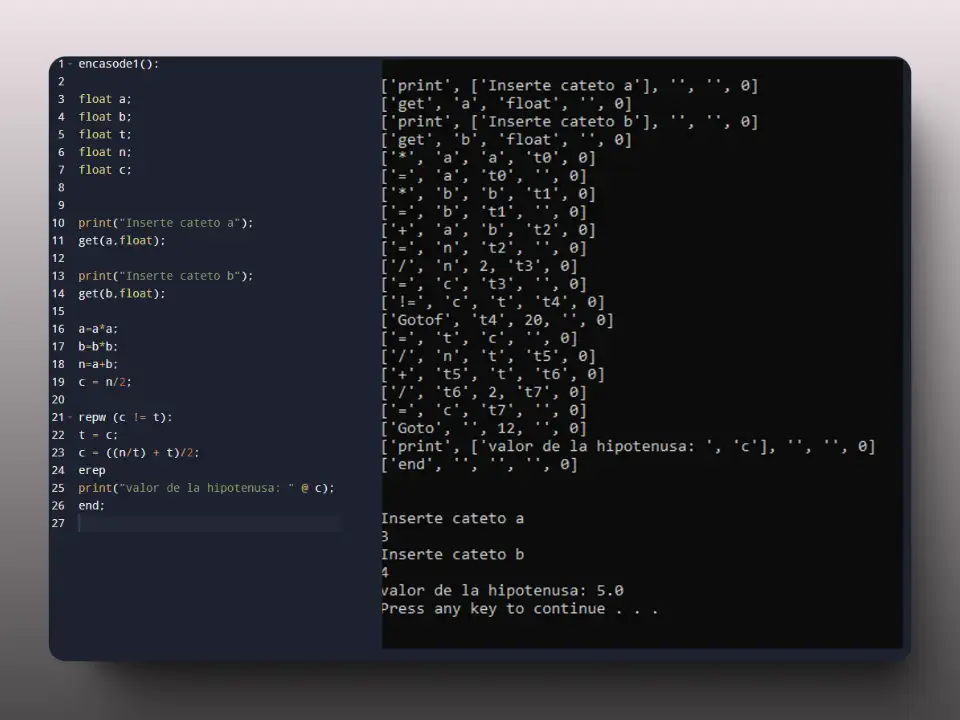 1 - encasode1():
2
3 float a;
4 float b;
5 float t;
6 float n;
7 float c;
8
9
10 print("Inserte cateto a");
11 get(a.float);
12
13 print("Inserte cateto b");
14 get(b.float);
15
16 a=a*a;
17 b=b*b;
18 n=a+b;
19 c = n/2;
20
21 - repw (c != t):
22 t = c;
23 c = ((n/t) + t)/2;
24 erep
25 print("valor de la hipotenusa: " @ c);
26 end;
27
['print', ['Inserte cateto a'], '', '', 0]
['get', 'a', 'float', '', 0]
['print', ['Inserte cateto b'], '', '', 0]
['get', 'b', 'float', '', 0]
['*', 'a', 'a', 't0', 0]
['=', 'a', 't0', '', 0]
['*', 'b', 'b', 't1', 0]
['=', 'b', 't1', '', 0]
['+', 'a', 'b', 't2', 0]
['=', 'n', 't2', '', 0]
['/', 'n', 2, 't3', 0]
['=', 'c', 't3', '', 0]
['!=', 'c', 't', 't4', 0]
['Gotof', 't4', 20, '', 0]
['=', 't', 'c', '', 0]
['/', 'n', 't', 't5', 0]
['+', 't5', 't', 't6', 0]
['/', 't6', 2, 't7', 0]
['=', 'c', 't7', '', 0]
['Goto', '', 12, '', 0]
['print', ['valor de la hipotenusa: ', 'c'], '', '', 0]
['end', '', '', '', 0]
Inserte cateto a
3
Inserte cateto b
4
valor de la hipotenusa: 5.0
Press any key to continue . . .